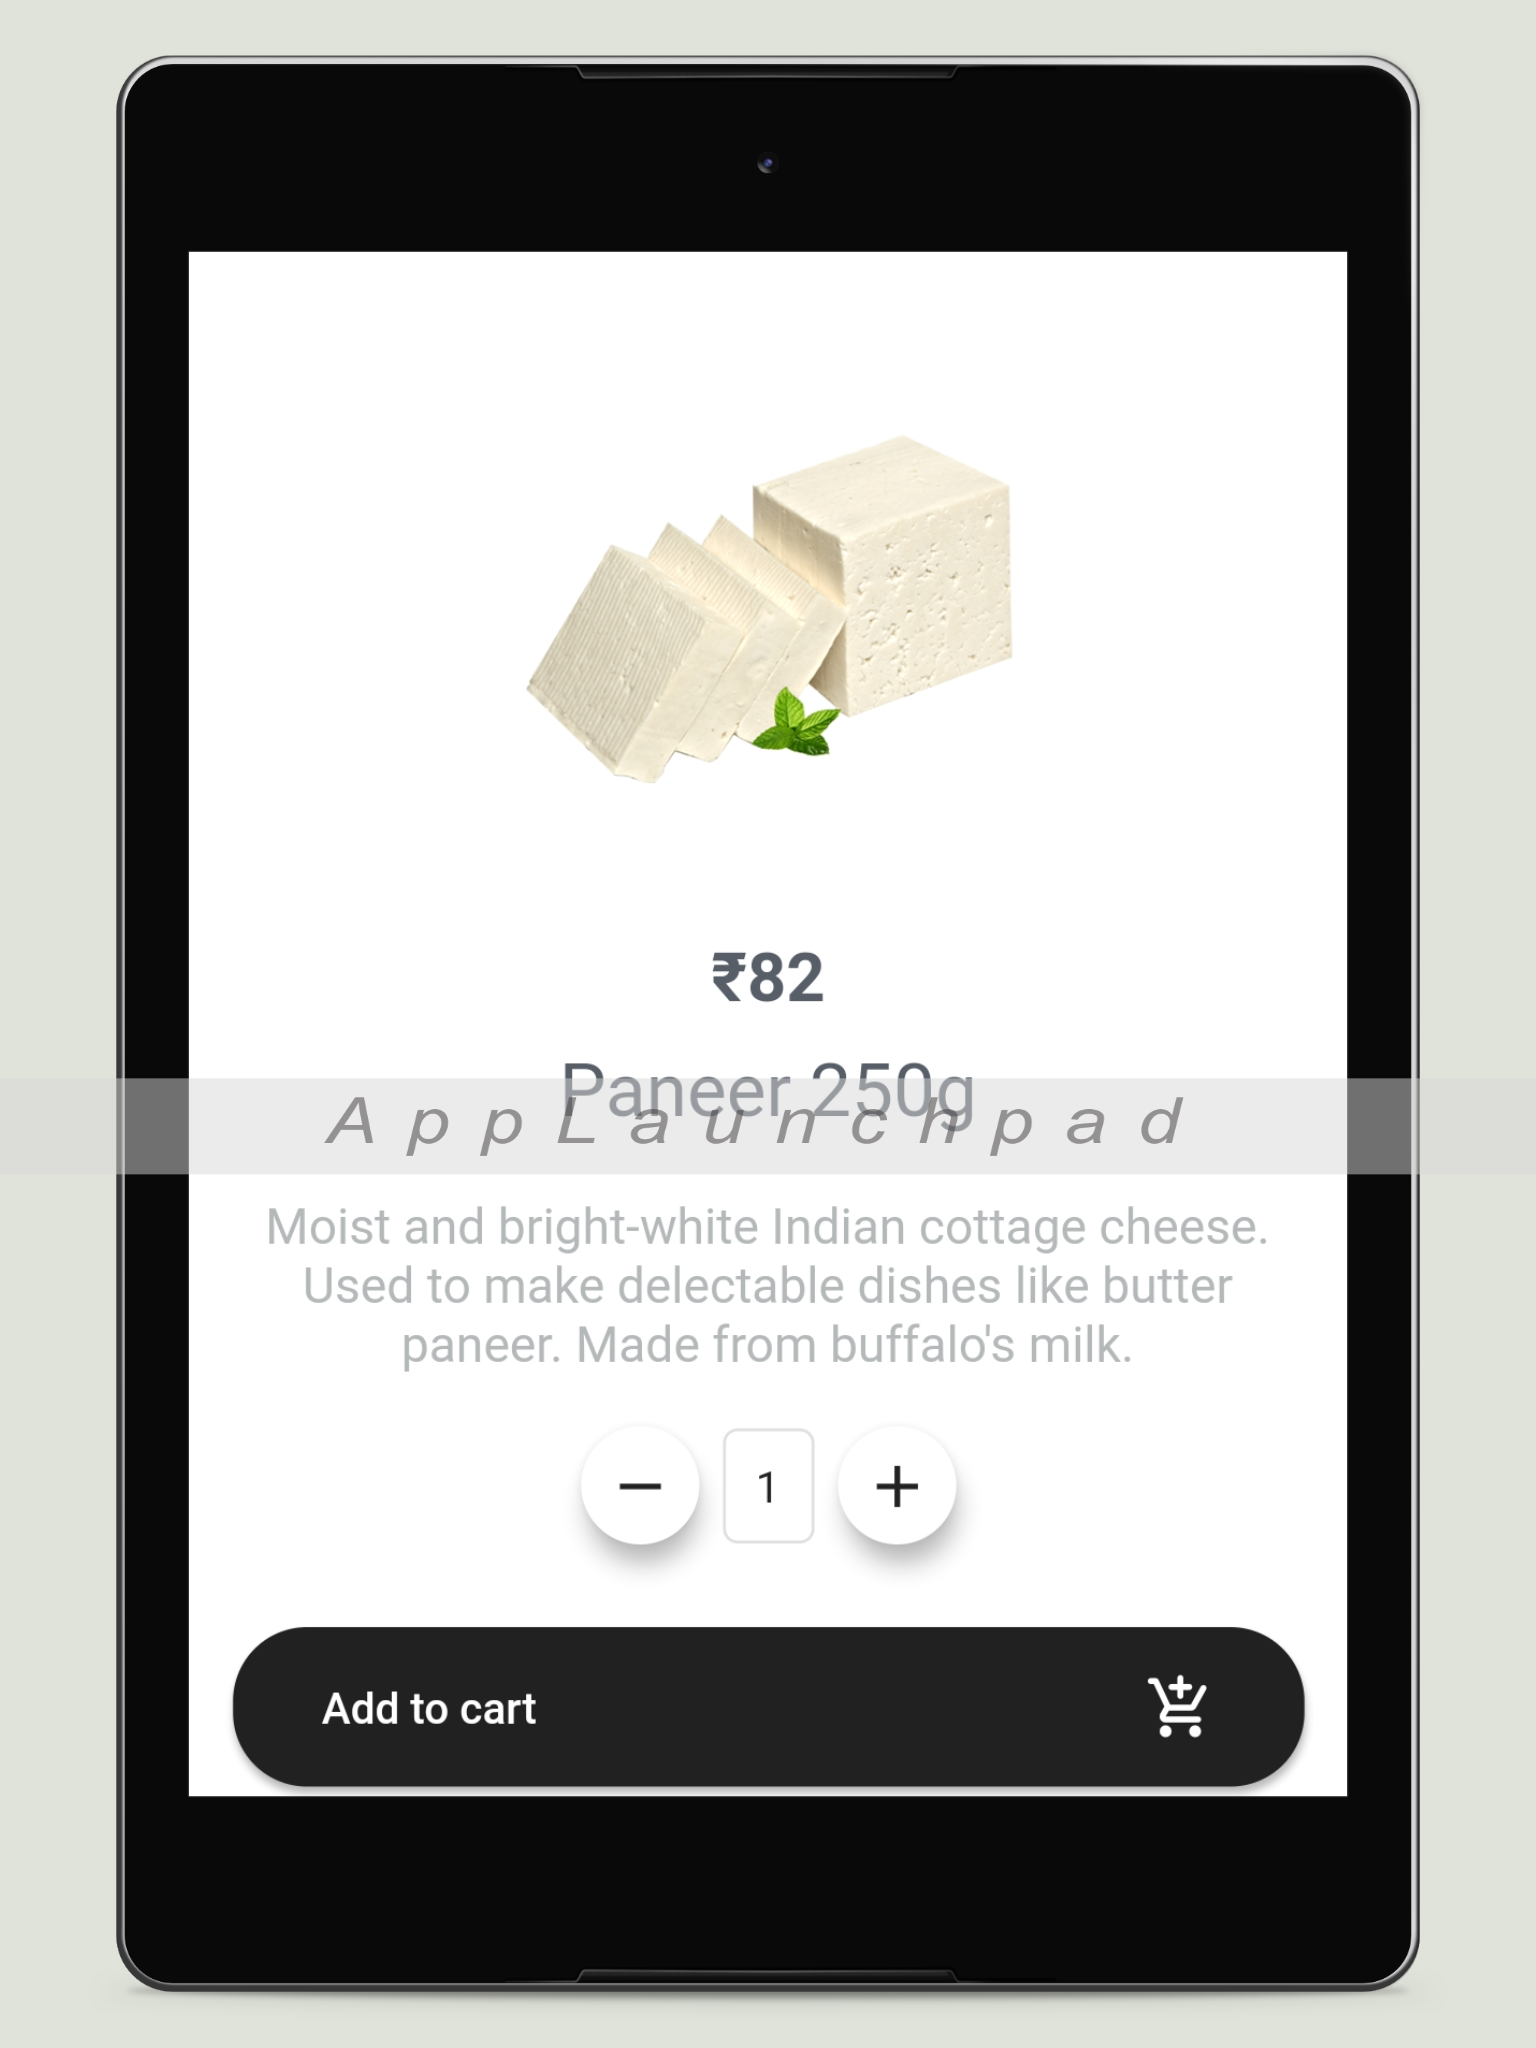 ₹82
Paneer 250g
AppLaunchpad
Moist and bright-white Indian cottage cheese.
Used to make delectable dishes like butter
paneer. Made from buffalo's milk.
1
Add to cart